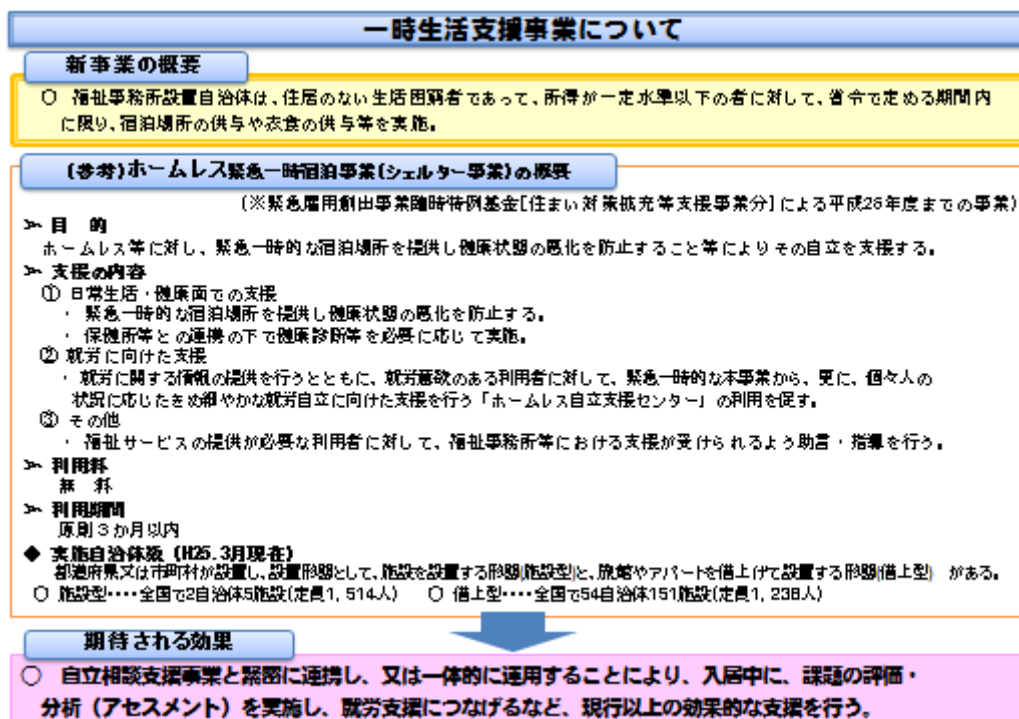 一時生活支援事業について
新事業の概要
○ 福祉事務所設置自治体は、住居のない生活困窮者であって、所得が一定水準以下の者に対して、省令で定める期間内
に限り、宿泊場所の供与や衣食の供与等を実施。
(参考)ホームレス緊急一時宿泊事業(シェルター事業)の概要
(※緊急雇用創出事業臨時特例基金[住まい対策拡充等支援事業分]による平成26年度までの事業)
➢ 目 的
ホームレス等に対し、緊急一時的な宿泊場所を提供し健康状態の悪化を防止すること等によりその自立を支援する。
➢ 支援の内容
① 日常生活・健康面での支援
・ 緊急一時的な宿泊場所を提供し健康状態の悪化を防止する。
・ 保健所等との連携の下で健康診断等を必要に応じて実施。
② 就労に向けた支援
・ 就労に関する情報の提供を行うとともに、就労意欲のある利用者に対して、緊急一時的な本事業から、更に、個々人の
状況に応じたきめ細やかな就労自立に向けた支援を行う「ホームレス自立支援センター」の利用を促す。
③ その他
・ 福祉サービスの提供が必要な利用者に対して、福祉事務所等における支援が受けられるよう助言・指導を行う。
➢ 利用料
無 料
➢ 利用期間
原則3か月以内
◆ 実施自治体数 (H25.3月現在)
都道府県又は市町村が設置し、設置形態として、施設を設置する形態(施設型)と、旅館やアパートを借上げて設置する形態(借上型) がある。
○ 施設型・・・・全国で2自治体5施設(定員1,514人) ○ 借上型・・・・全国で54自治体151施設(定員1,238人)
期待される効果
○ 自立相談支援事業と緊密に連携し、又は一体的に運用することにより、入居中に、課題の評価・
分析(アセスメント)を実施し、就労支援につなげるなど、現行以上の効果的な支援を行う。